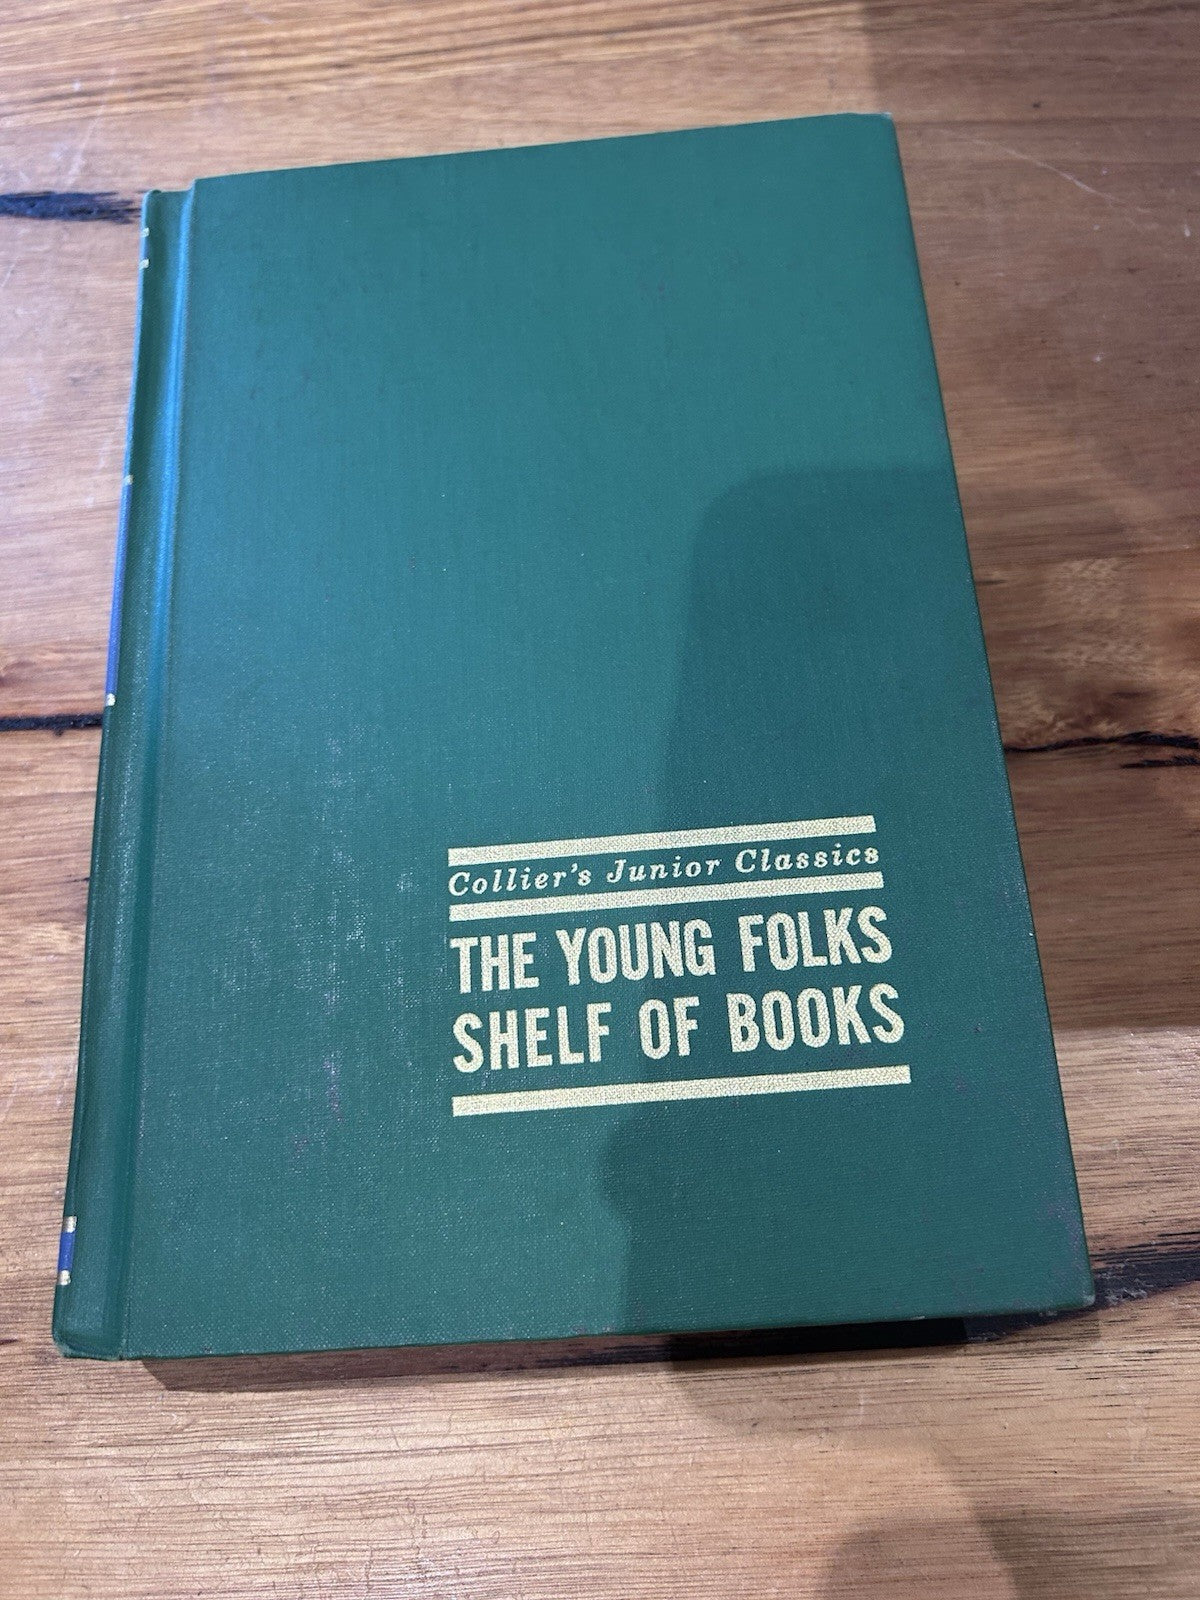 Collier's Junior Classics
THE YOUNG FOLKS
SHELF OF BOOKS